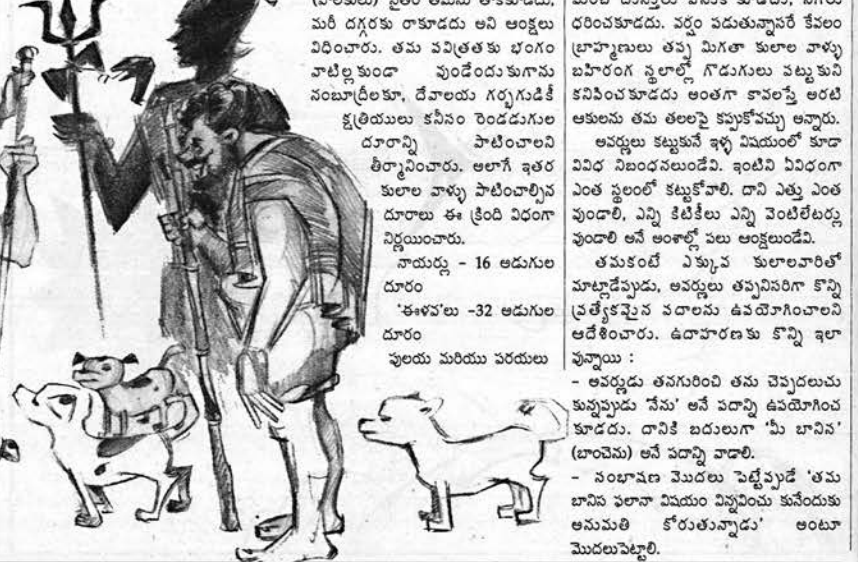 (పాలకులు) సైతం తమను తాకకూడదు,
మరీ దగ్గరకు రాకూడదు అని ఆంక్షలు
విధించారు. తమ పవిత్రతకు భంగం
వాటిల్లకుండా వుండేందుకుగాను
నంబూద్రీలకూ, దేవాలయ గర్భగుడికీ
క్షత్రియులు కనీసం రెండడుగుల
దూరాన్ని పాటించాలని
తీర్మానించారు. అలాగే ఇతర
కులాల వాళ్ళు పాటించాల్సిన
దూరాలు ఈ క్రింది విధంగా
నిర్ణయించారు.
నాయర్లు - 16 అడుగుల
దూరం
'ఈళవ'లు -32 అడుగుల
దూరం
పులయ మరియు పరయలు
ధరించకూడదు. వర్షం పడుతున్నాసరే కేవలం
బ్రాహ్మణులు తప్ప మిగతా కులాల వాళ్ళు
బహిరంగ స్థలాల్లో గొడుగులు పట్టుకుని
కనిపించకూడదు అంతగా కావలస్తే అరటి
ఆకులను తమ తలలపై కప్పుకోవచ్చు అన్నారు.
అవర్ణులు కట్టుకునే ఇళ్ళ విషయంలో కూడా
వివిధ నిబంధనలుండేవి. ఇంటిని ఏవిధంగా
ఎంత స్థలంలో కట్టుకోవాలి. దాని ఎత్తు ఎంత
వుండాలి, ఎన్ని కిటికీలు ఎన్ని వెంటిలేటర్లు
వుండాలి అనే అంశాల్లో పలు ఆంక్షలుండేవి.
తమకంటే ఎక్కువ కులాలవారితో
మాట్లాడేప్పుడు, అవర్ణులు తప్పనిసరిగా కొన్ని
ప్రత్యేకమైన పదాలను ఉపయోగించాలని
ఆదేశించారు. ఉదాహరణకు కొన్ని ఇలా
వున్నాయి :
- అవర్ణుడు తనగురించి తను చెప్పదలుచు
కున్నప్పుడు 'నేను' అనే పదాన్ని ఉపయోగించ
కూడదు. దానికి బదులుగా 'మీ బానిన'
(బాంచెను) అనే పదాన్ని వాడాలి.
- సంభాషణ మొదలు పెట్టేప్పుడే 'తమ
బానిస ఫలానా విషయం విన్నవించు కునేందుకు
అనుమతి కోరుతున్నాడు' అంటూ
మొదలుపెట్టాలి.